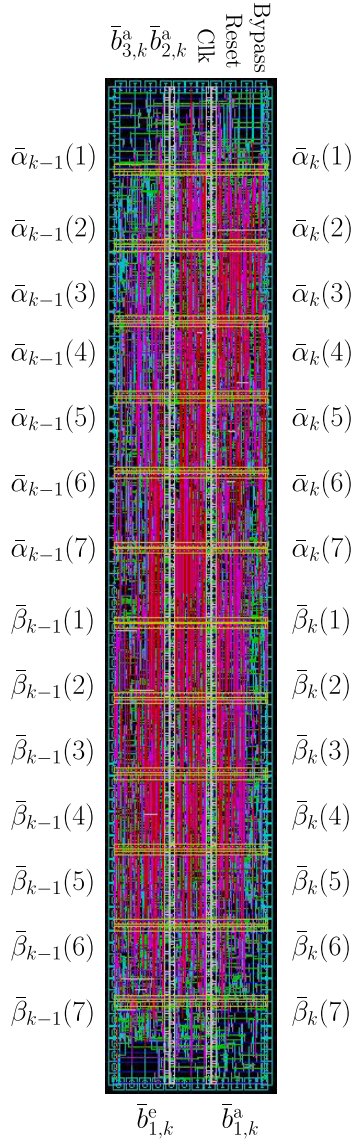 b̄ᵃ₃,ₖ b̄ᵃ₂,ₖ Clk Reset Bypass
ᾱₖ₋₁(1) ᾱₖ(1)
ᾱₖ₋₁(2) ᾱₖ(2)
ᾱₖ₋₁(3) ᾱₖ(3)
ᾱₖ₋₁(4) ᾱₖ(4)
ᾱₖ₋₁(5) ᾱₖ(5)
ᾱₖ₋₁(6) ᾱₖ(6)
ᾱₖ₋₁(7) ᾱₖ(7)
β̄ₖ₋₁(1) β̄ₖ(1)
β̄ₖ₋₁(2) β̄ₖ(2)
β̄ₖ₋₁(3) β̄ₖ(3)
β̄ₖ₋₁(4) β̄ₖ(4)
β̄ₖ₋₁(5) β̄ₖ(5)
β̄ₖ₋₁(6) β̄ₖ(6)
β̄ₖ₋₁(7) β̄ₖ(7)
b̄ᵉ₁,ₖ b̄ᵃ₁,ₖ